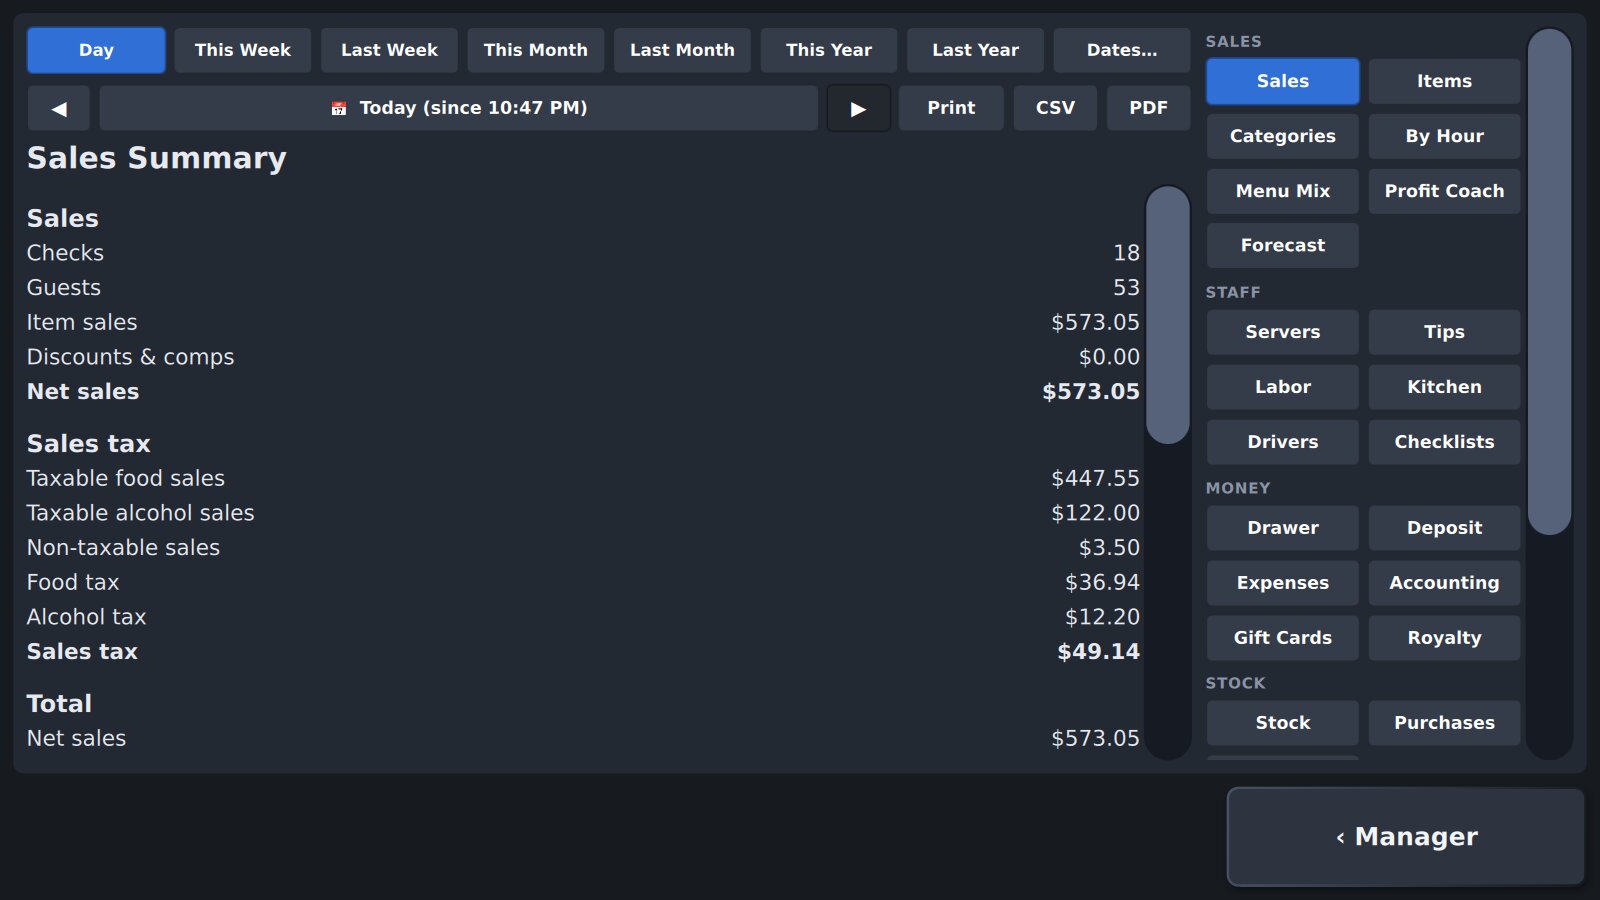 Day This Week Last Week This Month Last Month This Year Last Year Dates...
◀ 📅 Today (since 10:47 PM) ▶ Print CSV PDF
Sales Summary
Sales
Checks 18
Guests 53
Item sales $573.05
Discounts & comps $0.00
Net sales $573.05
Sales tax
Taxable food sales $447.55
Taxable alcohol sales $122.00
Non-taxable sales $3.50
Food tax $36.94
Alcohol tax $12.20
Sales tax $49.14
Total
Net sales $573.05
SALES
Sales Items
Categories By Hour
Menu Mix Profit Coach
Forecast
STAFF
Servers Tips
Labor Kitchen
Drivers Checklists
MONEY
Drawer Deposit
Expenses Accounting
Gift Cards Royalty
STOCK
Stock Purchases
‹ Manager